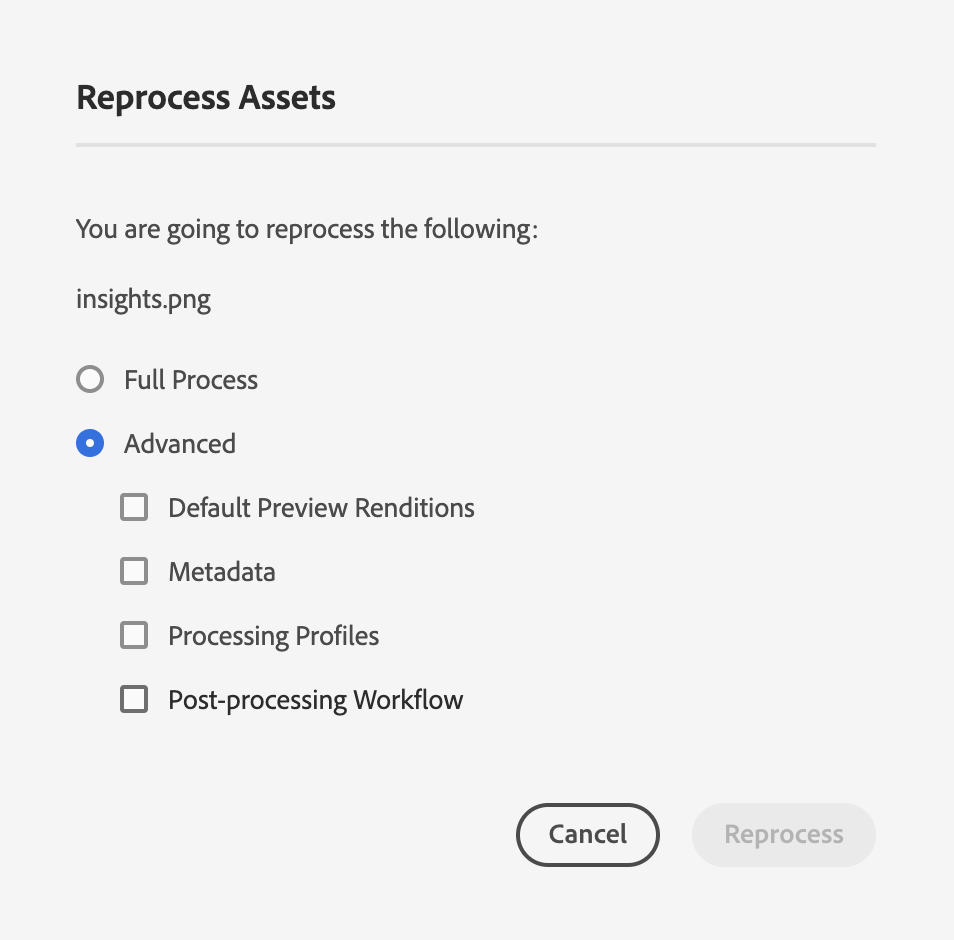 Reprocess Assets
You are going to reprocess the following:
insights.png
Full Process
Advanced
Default Preview Renditions
Metadata
Processing Profiles
Post-processing Workflow
Cancel
Reprocess